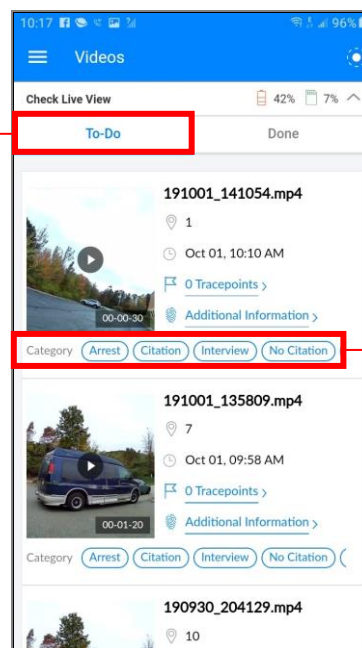 10:17 96%
Videos
Check Live View 42% 7%
To-Do Done
191001_141054.mp4
1
Oct 01, 10:10 AM
0 Tracepoints >
00-00-30 Additional Information >
Category Arrest Citation Interview No Citation
191001_135809.mp4
7
Oct 01, 09:58 AM
0 Tracepoints >
00-01-20 Additional Information >
Category Arrest Citation Interview No Citation (
190930_204129.mp4
10